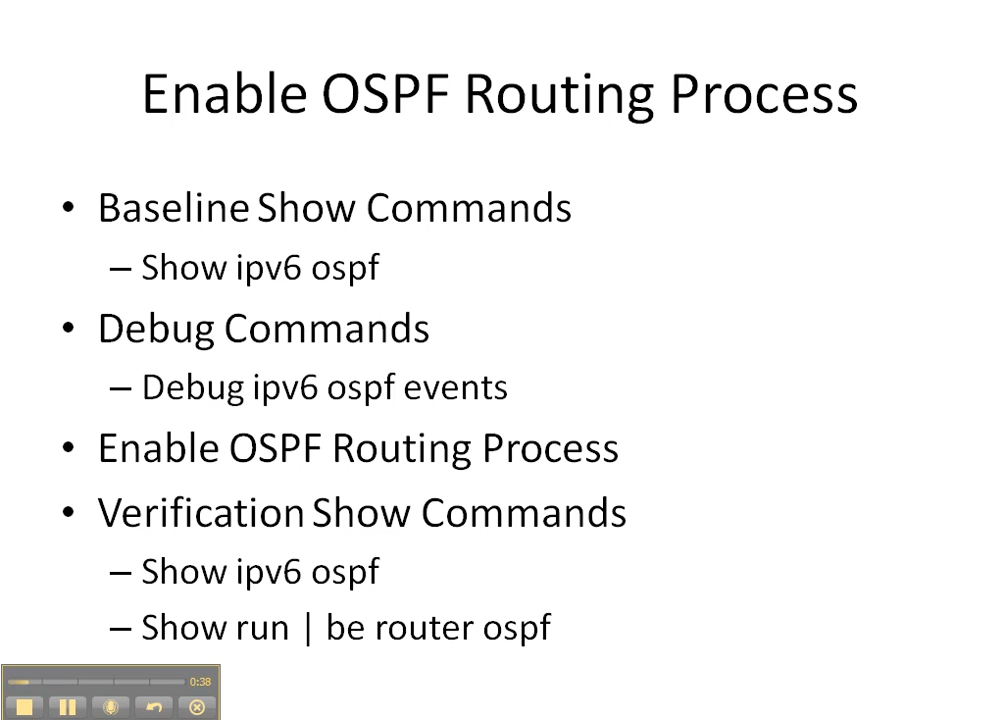 Enable OSPF Routing Process
• Baseline Show Commands
– Show ipv6 ospf
• Debug Commands
– Debug ipv6 ospf events
• Enable OSPF Routing Process
• Verification Show Commands
– Show ipv6 ospf
– Show run | be router ospf
0:38